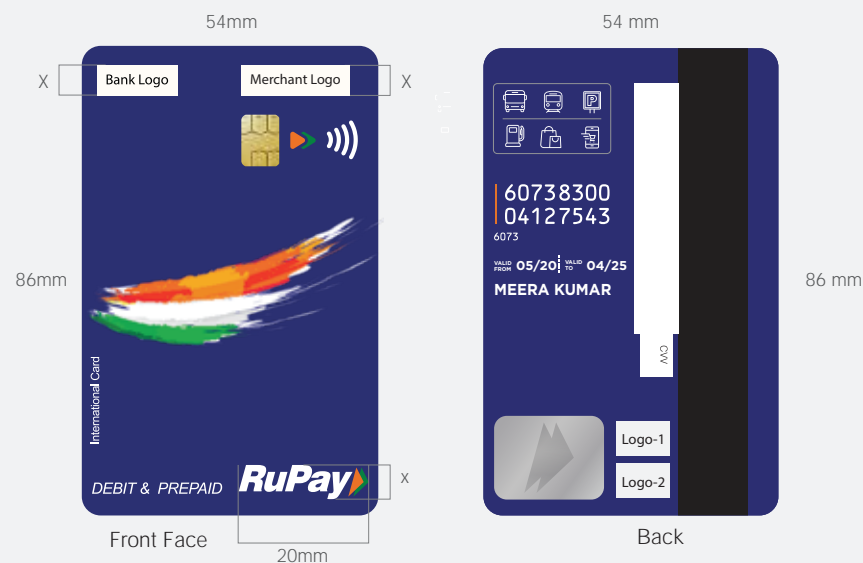 54mm
54 mm
X
Bank Logo
Merchant Logo
X
P
60738300
04127543
6073
VALID FROM 05/20 VALID TO 04/25
MEERA KUMAR
86mm
86 mm
CVV
International Card
DEBIT & PREPAID
RuPay
X
Logo-1
Logo-2
Front Face
Back
20mm